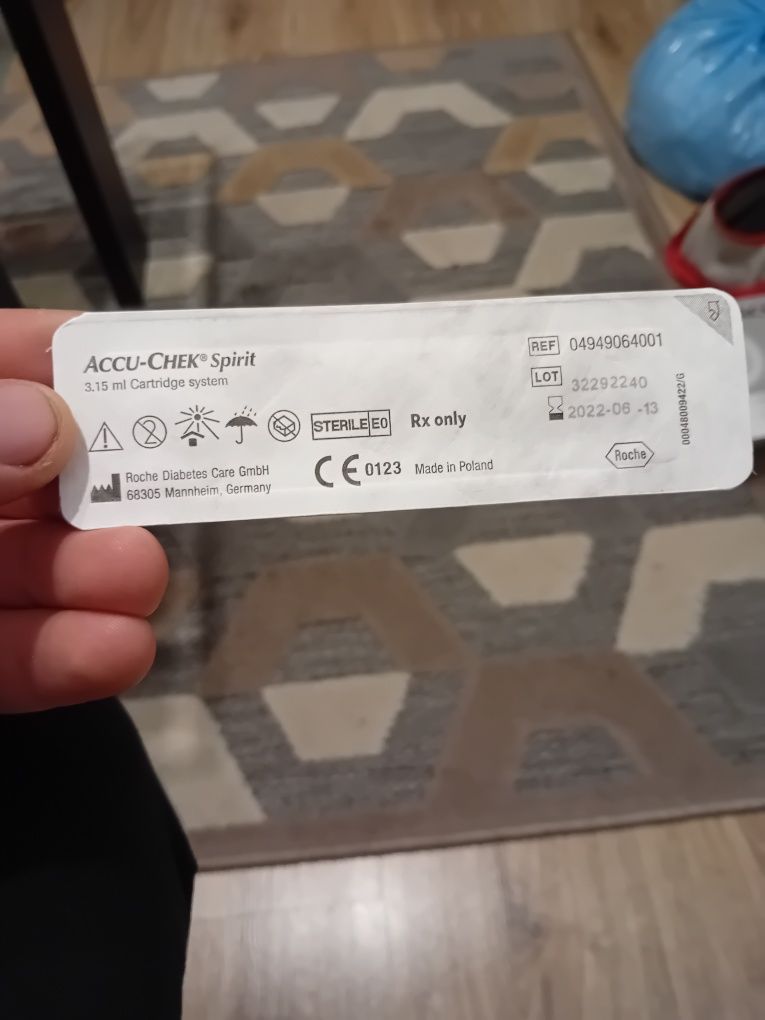 ACCU-CHEK® Spirit
3.15 ml Cartridge system
STERILE EO
Rx only
Roche Diabetes Care GmbH
68305 Mannheim, Germany
CE 0123
Made in Poland
REF 04949064001
LOT 32292240
2022-06 -13
Roche
00048009422/G